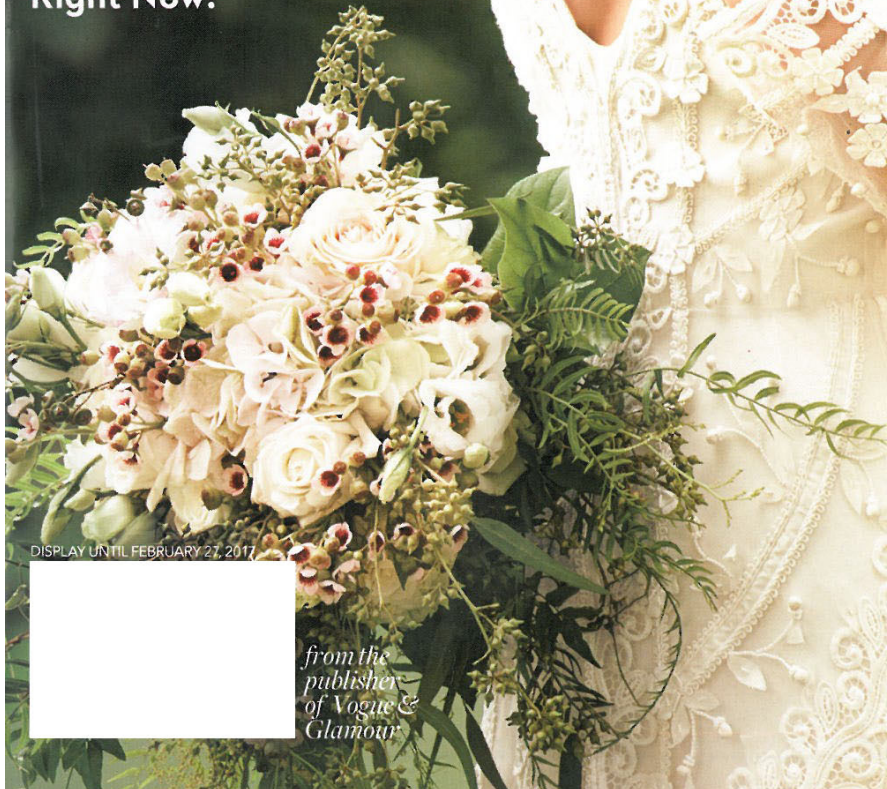 Right Now.
DISPLAY UNTIL FEBRUARY 27, 2017
from the
publisher
of Vogue &
Glamour